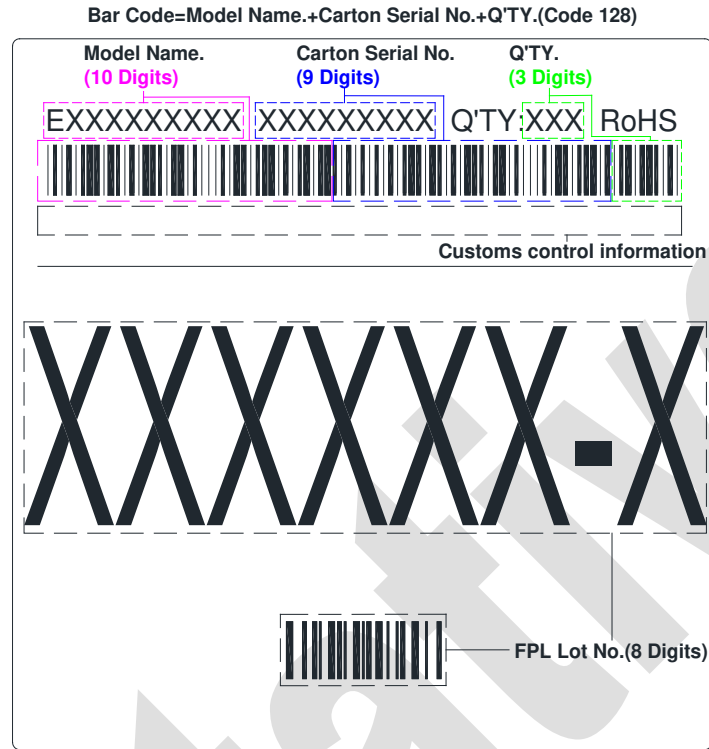 Bar Code=Model Name.+Carton Serial No.+Q'TY.(Code 128)
Model Name. Carton Serial No. Q'TY.
(10 Digits) (9 Digits) (3 Digits)
EXXXXXXXXX XXXXXXXXX Q'TY:XXX RoHS
Customs control information
XXXXXX-X
FPL Lot No.(8 Digits)